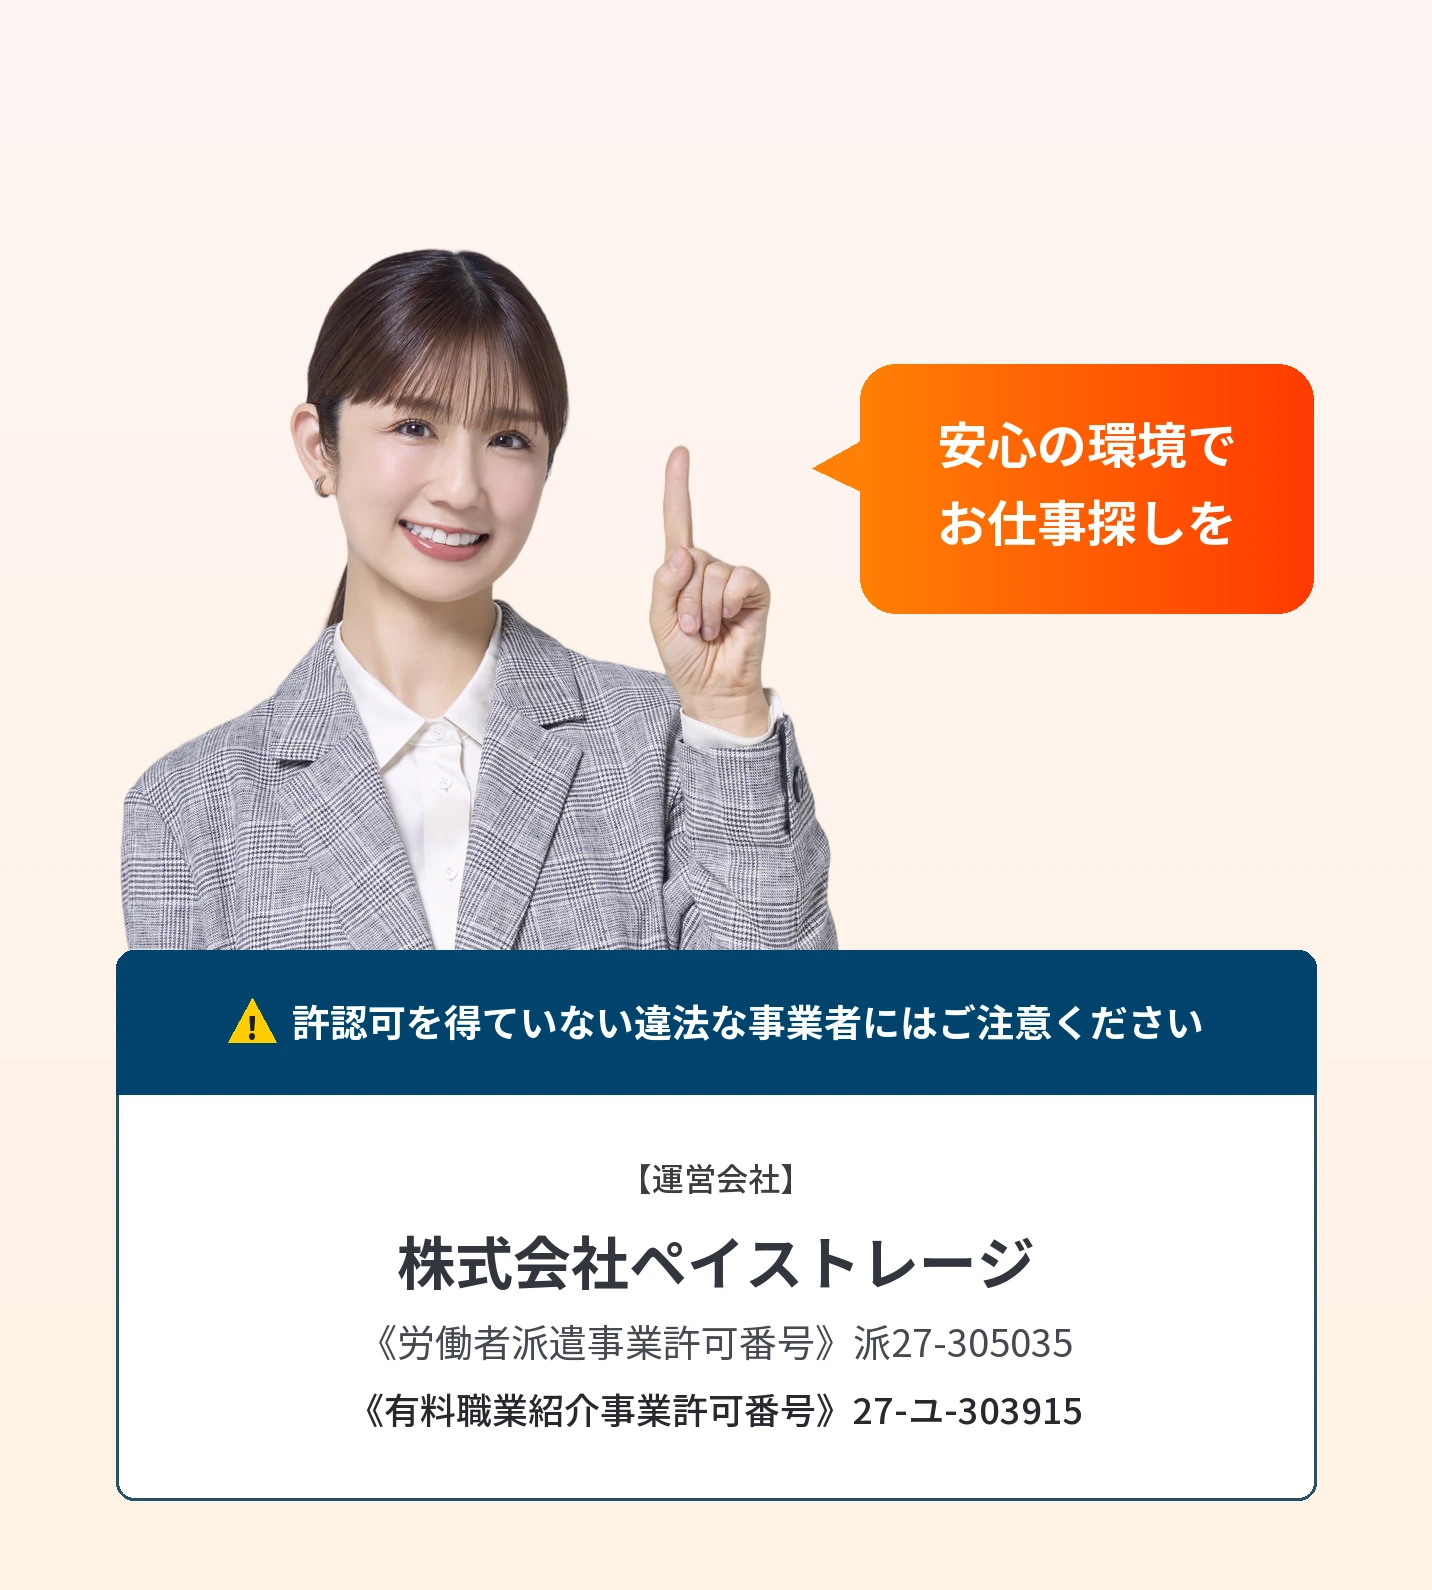 安心の環境で
お仕事探しを
許認可を得ていない違法な事業者にはご注意ください
【運営会社】
株式会社ペイストレージ
《労働者派遣事業許可番号》派27-305035
《有料職業紹介事業許可番号》27-ユ-303915